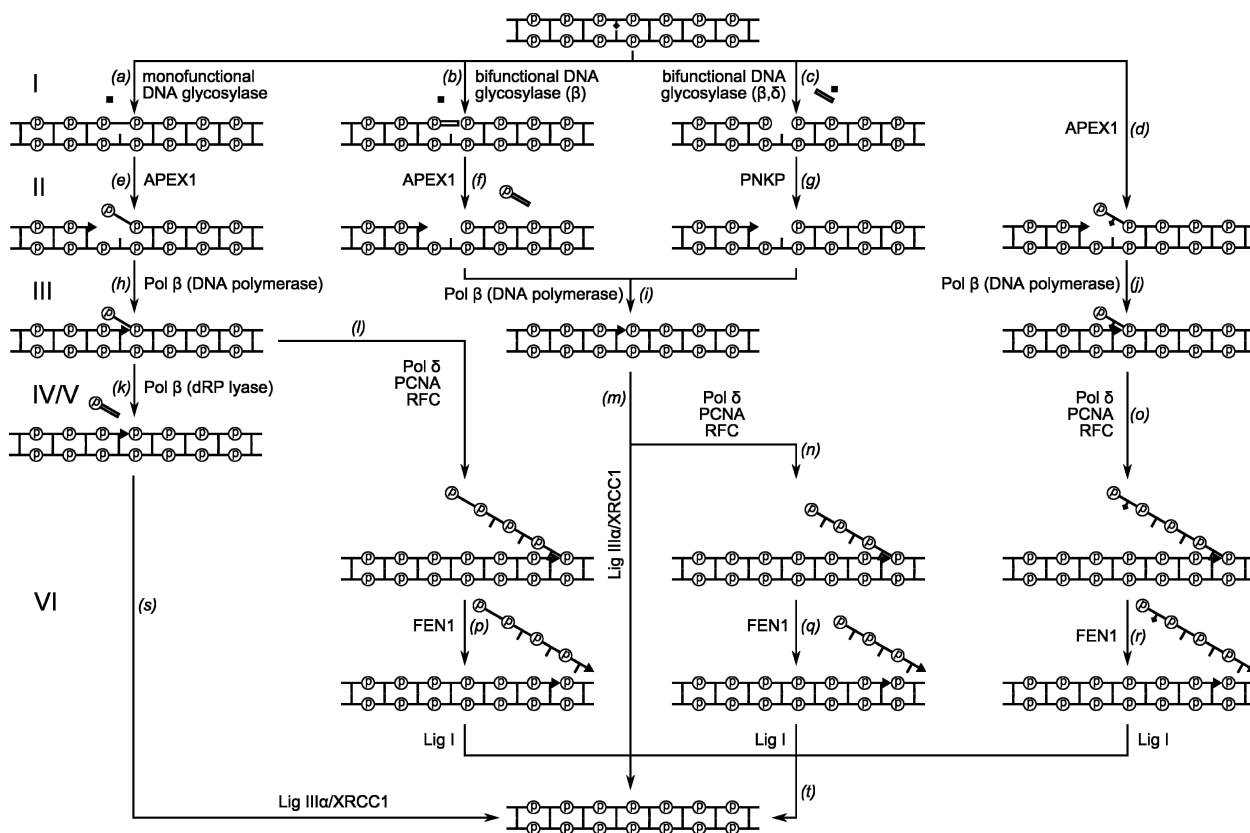 I
(a) monofunctional
DNA glycosylase
(b) bifunctional DNA
glycosylase (β)
bifunctional DNA (c)
glycosylase (β,δ)
APEX1 (d)
II
(e) APEX1
APEX1 (f)
PNKP (g)
III
(h) Pol β (DNA polymerase)
Pol β (DNA polymerase) (i)
Pol β (DNA polymerase) (j)
IV/V
(k) Pol β (dRP lyase)
(l)
Pol δ
PCNA
RFC
(m)
Lig IIIα/XRCC1
Pol δ
PCNA
RFC
(n)
Pol δ
PCNA
RFC
(o)
VI
(s)
FEN1 (p)
FEN1 (q)
FEN1 (r)
Lig I
Lig I
Lig I
(t)
Lig IIIα/XRCC1